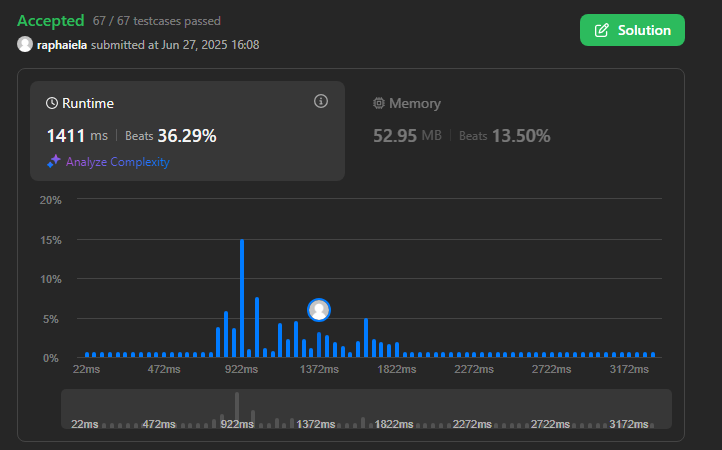 Accepted 67 / 67 testcases passed
raphaiela submitted at Jun 27, 2025 16:08
Solution
Runtime
1411 ms | Beats 36.29%
Analyze Complexity
Memory
52.95 MB | Beats 13.50%
20%
15%
10%
5%
0%
22ms 472ms 922ms 1372ms 1822ms 2272ms 2722ms 3172ms
22ms 472ms 922ms 1372ms 1822ms 2272ms 2722ms 3172ms